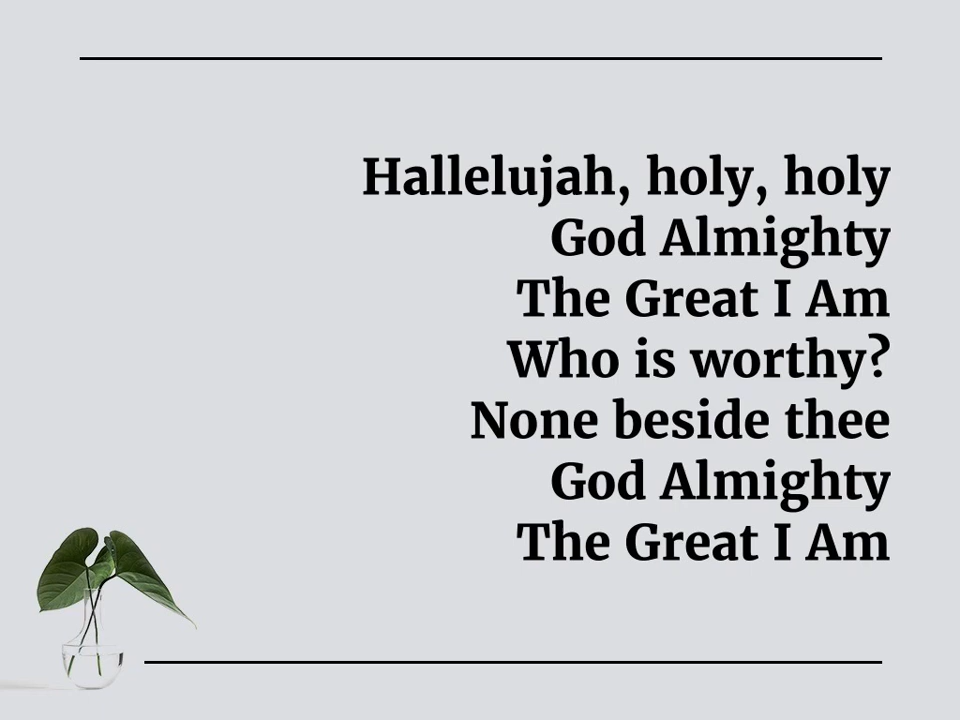 Hallelujah, holy, holy
God Almighty
The Great I Am
Who is worthy?
None beside thee
God Almighty
The Great I Am